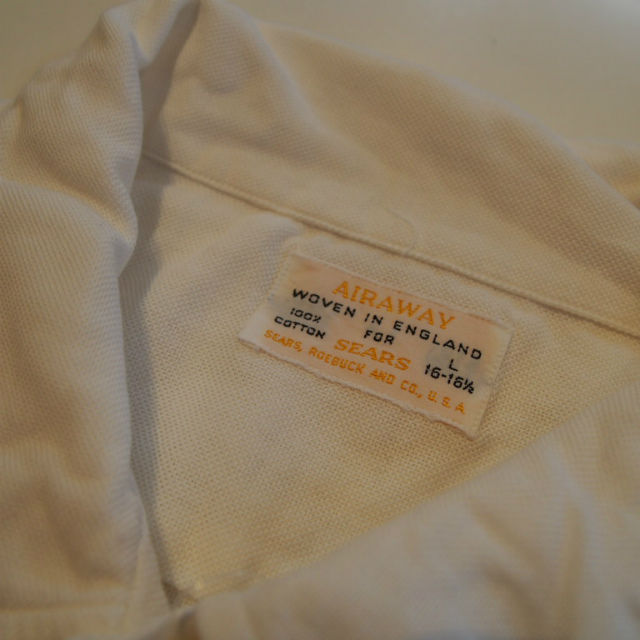 AIRAWAY
WOVEN IN ENGLAND
100% COTTON FOR SEARS L 16-16½
SEARS, ROEBUCK AND CO., U.S.A.